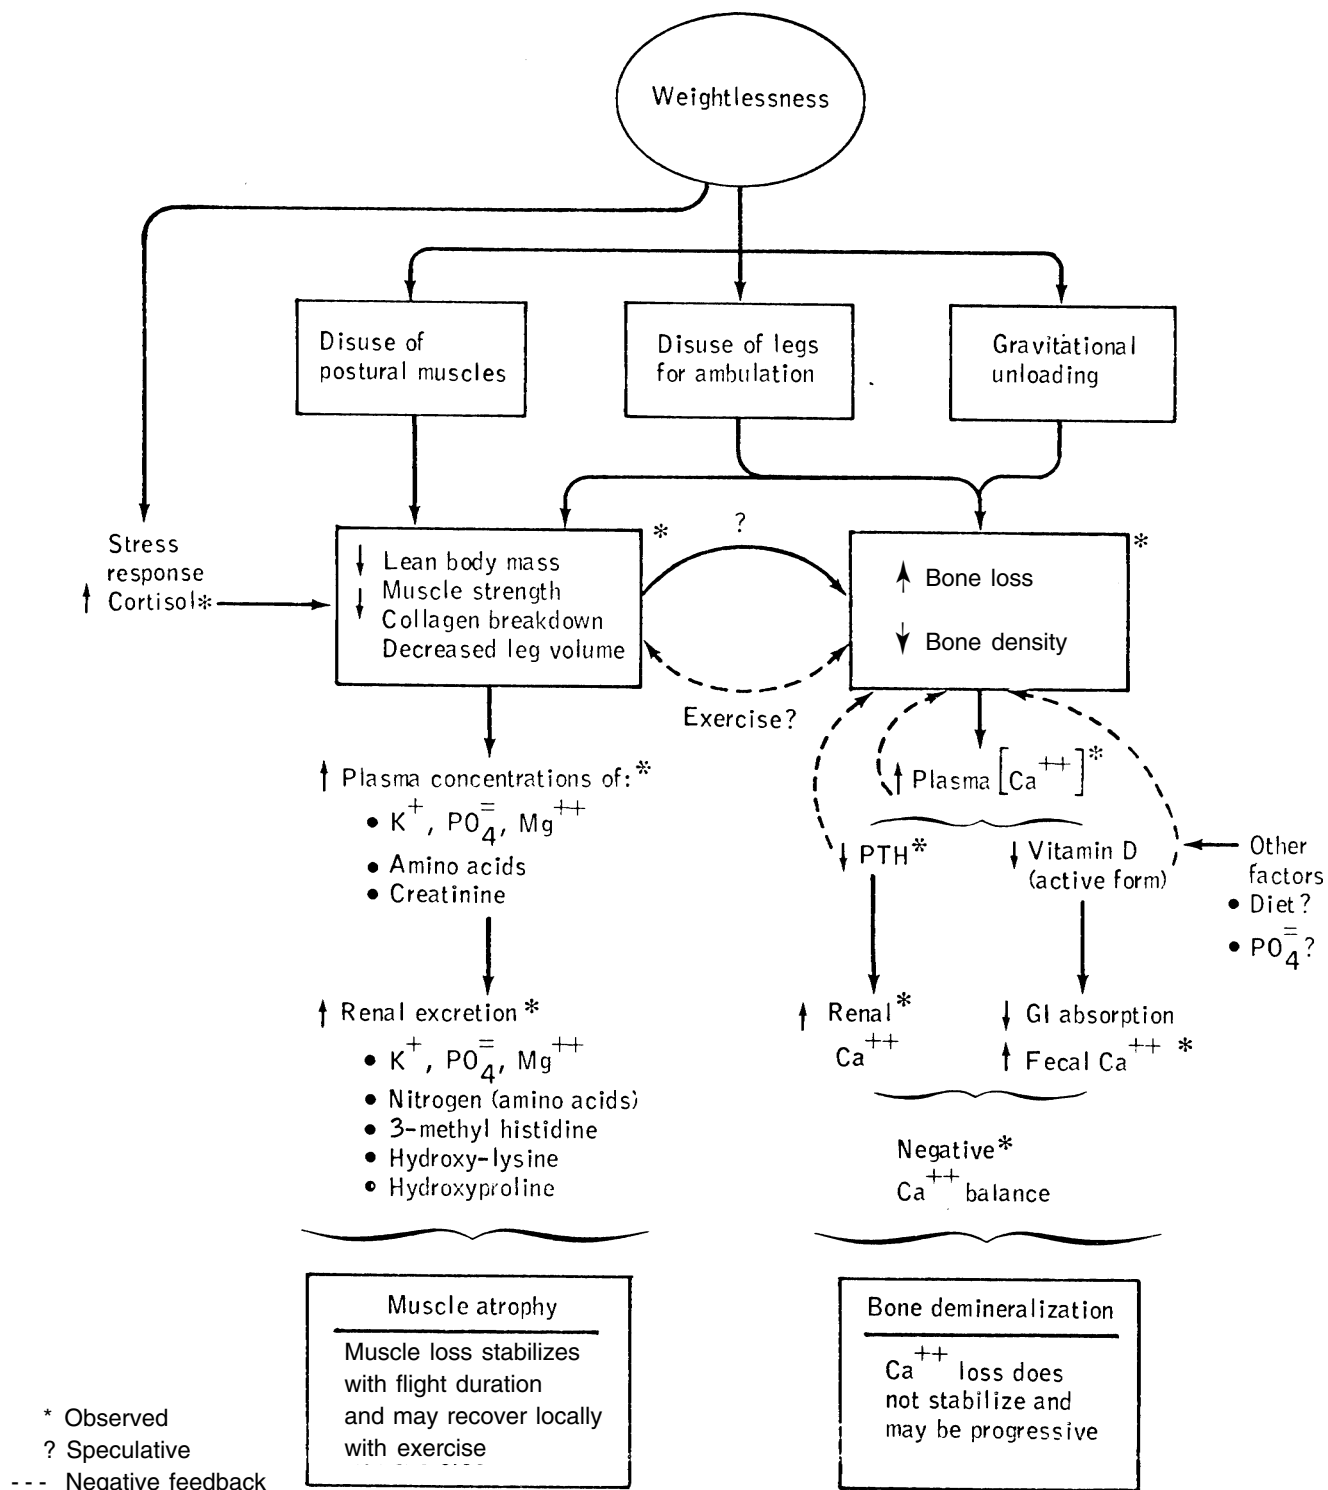 Weightlessness
Disuse of
postural muscles
Disuse of legs
for ambulation
Gravitational
unloading
Stress
response
↑ Cortisol*
*
↓ Lean body mass
↓ Muscle strength
Collagen breakdown
Decreased leg volume
?
Exercise?
*
↑ Bone loss
↓ Bone density
↑ Plasma concentrations of:*
• K+, PO4=, Mg++
• Amino acids
• Creatinine
↑ Renal excretion*
• K+, PO4=, Mg++
• Nitrogen (amino acids)
• 3-methyl histidine
• Hydroxy-lysine
• Hydroxyproline
↑ Plasma [Ca++]*
↓ PTH*
↓ Vitamin D
(active form)
Other
factors
• Diet?
• PO4=?
↑ Renal*
Ca++
↓ GI absorption
↑ Fecal Ca++ *
Negative*
Ca++ balance
Muscle atrophy
Muscle loss stabilizes
with flight duration
and may recover locally
with exercise
Bone demineralization
Ca++ loss does
not stabilize and
may be progressive
* Observed
? Speculative
--- Negative feedback